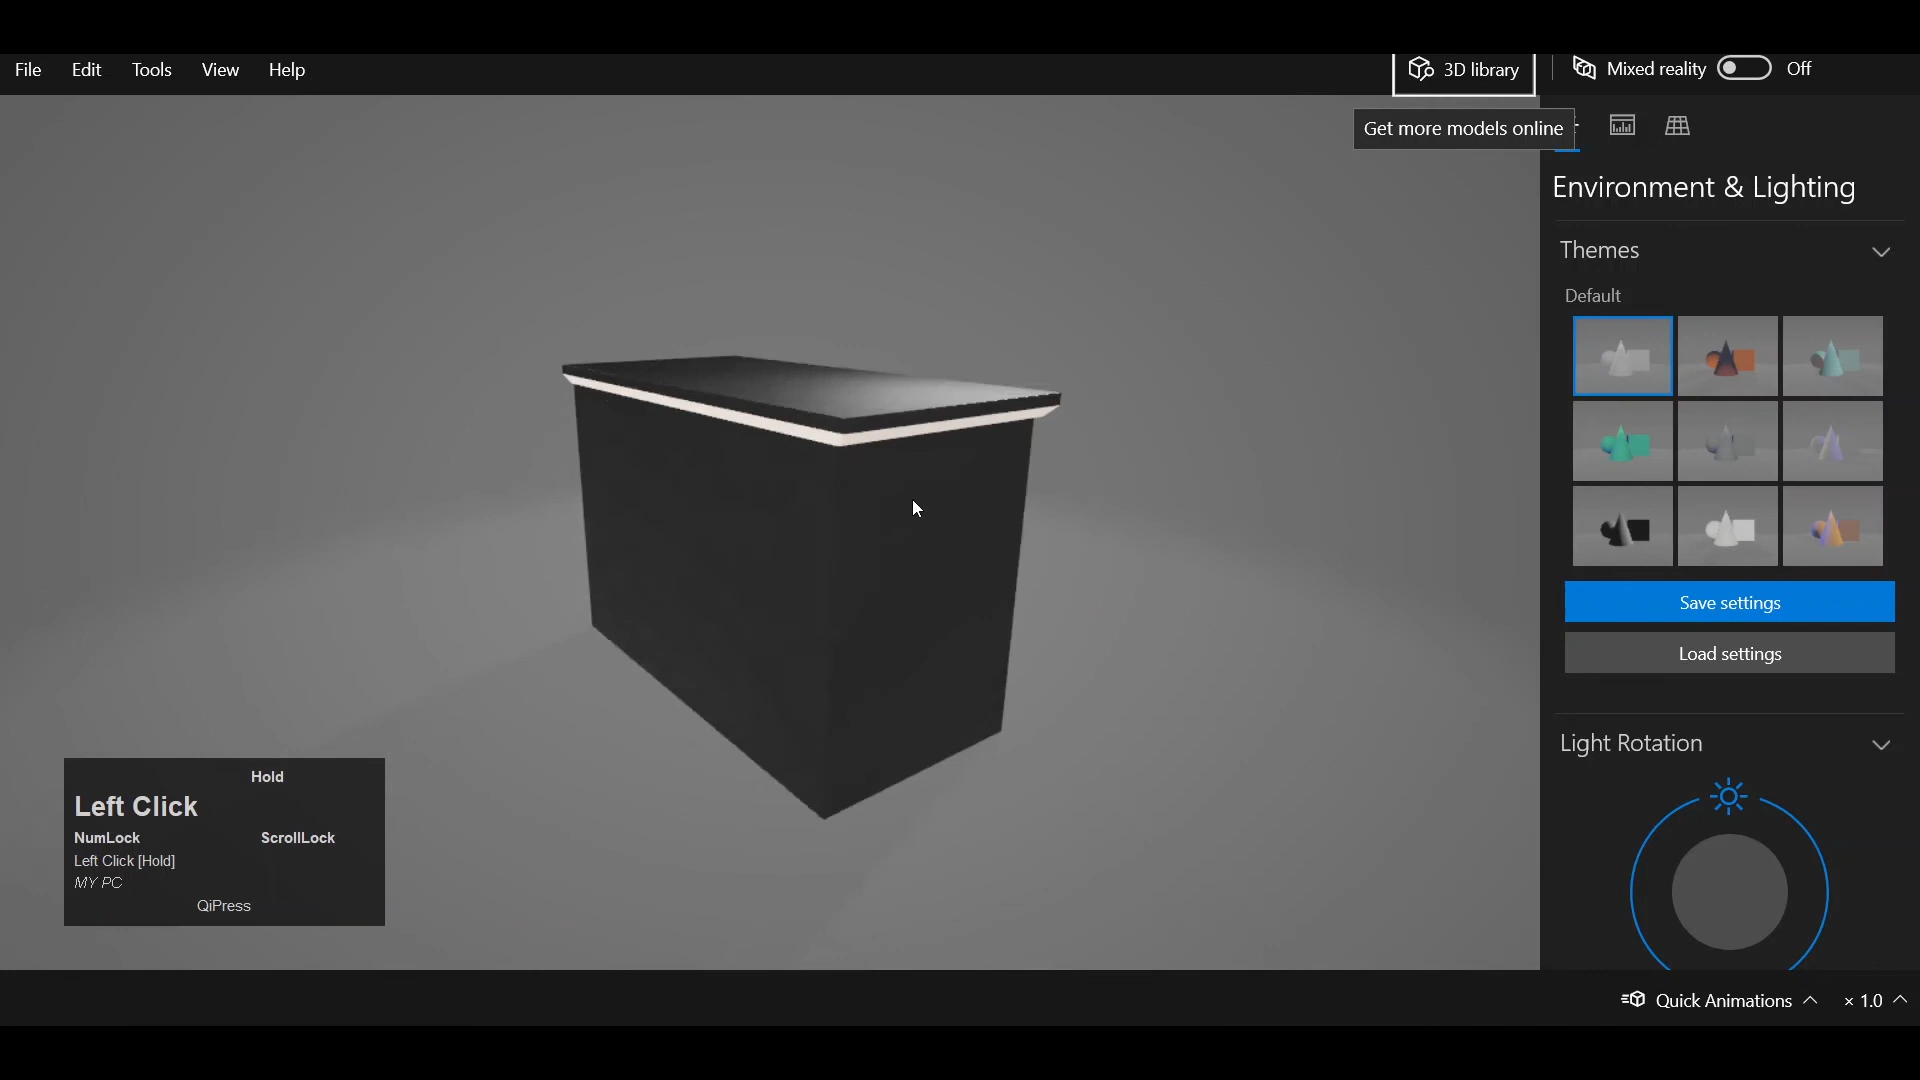 File Edit Tools View Help 3D library Mixed reality Off
Get more models online
Environment & Lighting
Themes
Default
Save settings
Load settings
Light Rotation
Hold
Left Click
NumLock ScrollLock
Left Click [Hold]
MY PC
QiPress
Quick Animations × 1.0